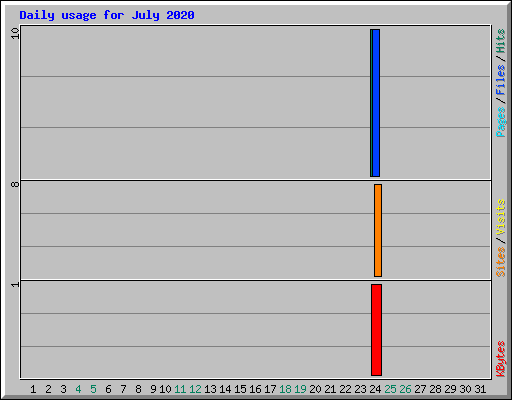 Daily usage for July 2020
10
8
1
Pages / Files / Hits
Sites / Visits
KBytes
1 2 3 4 5 6 7 8 9 10 11 12 13 14 15 16 17 18 19 20 21 22 23 24 25 26 27 28 29 30 31